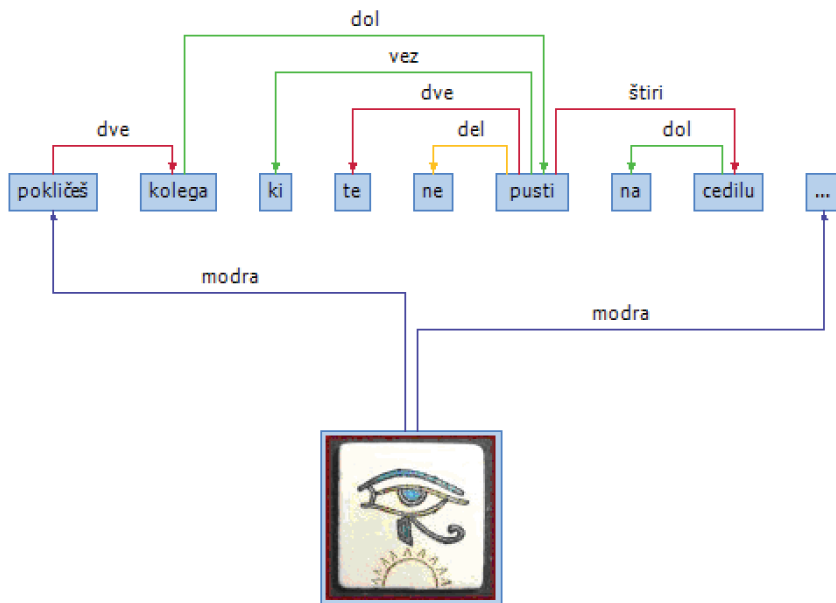 dol
vez
dve štiri
dve del dol
pokličeš kolega ki te ne pusti na cedilu ...
modra
modra